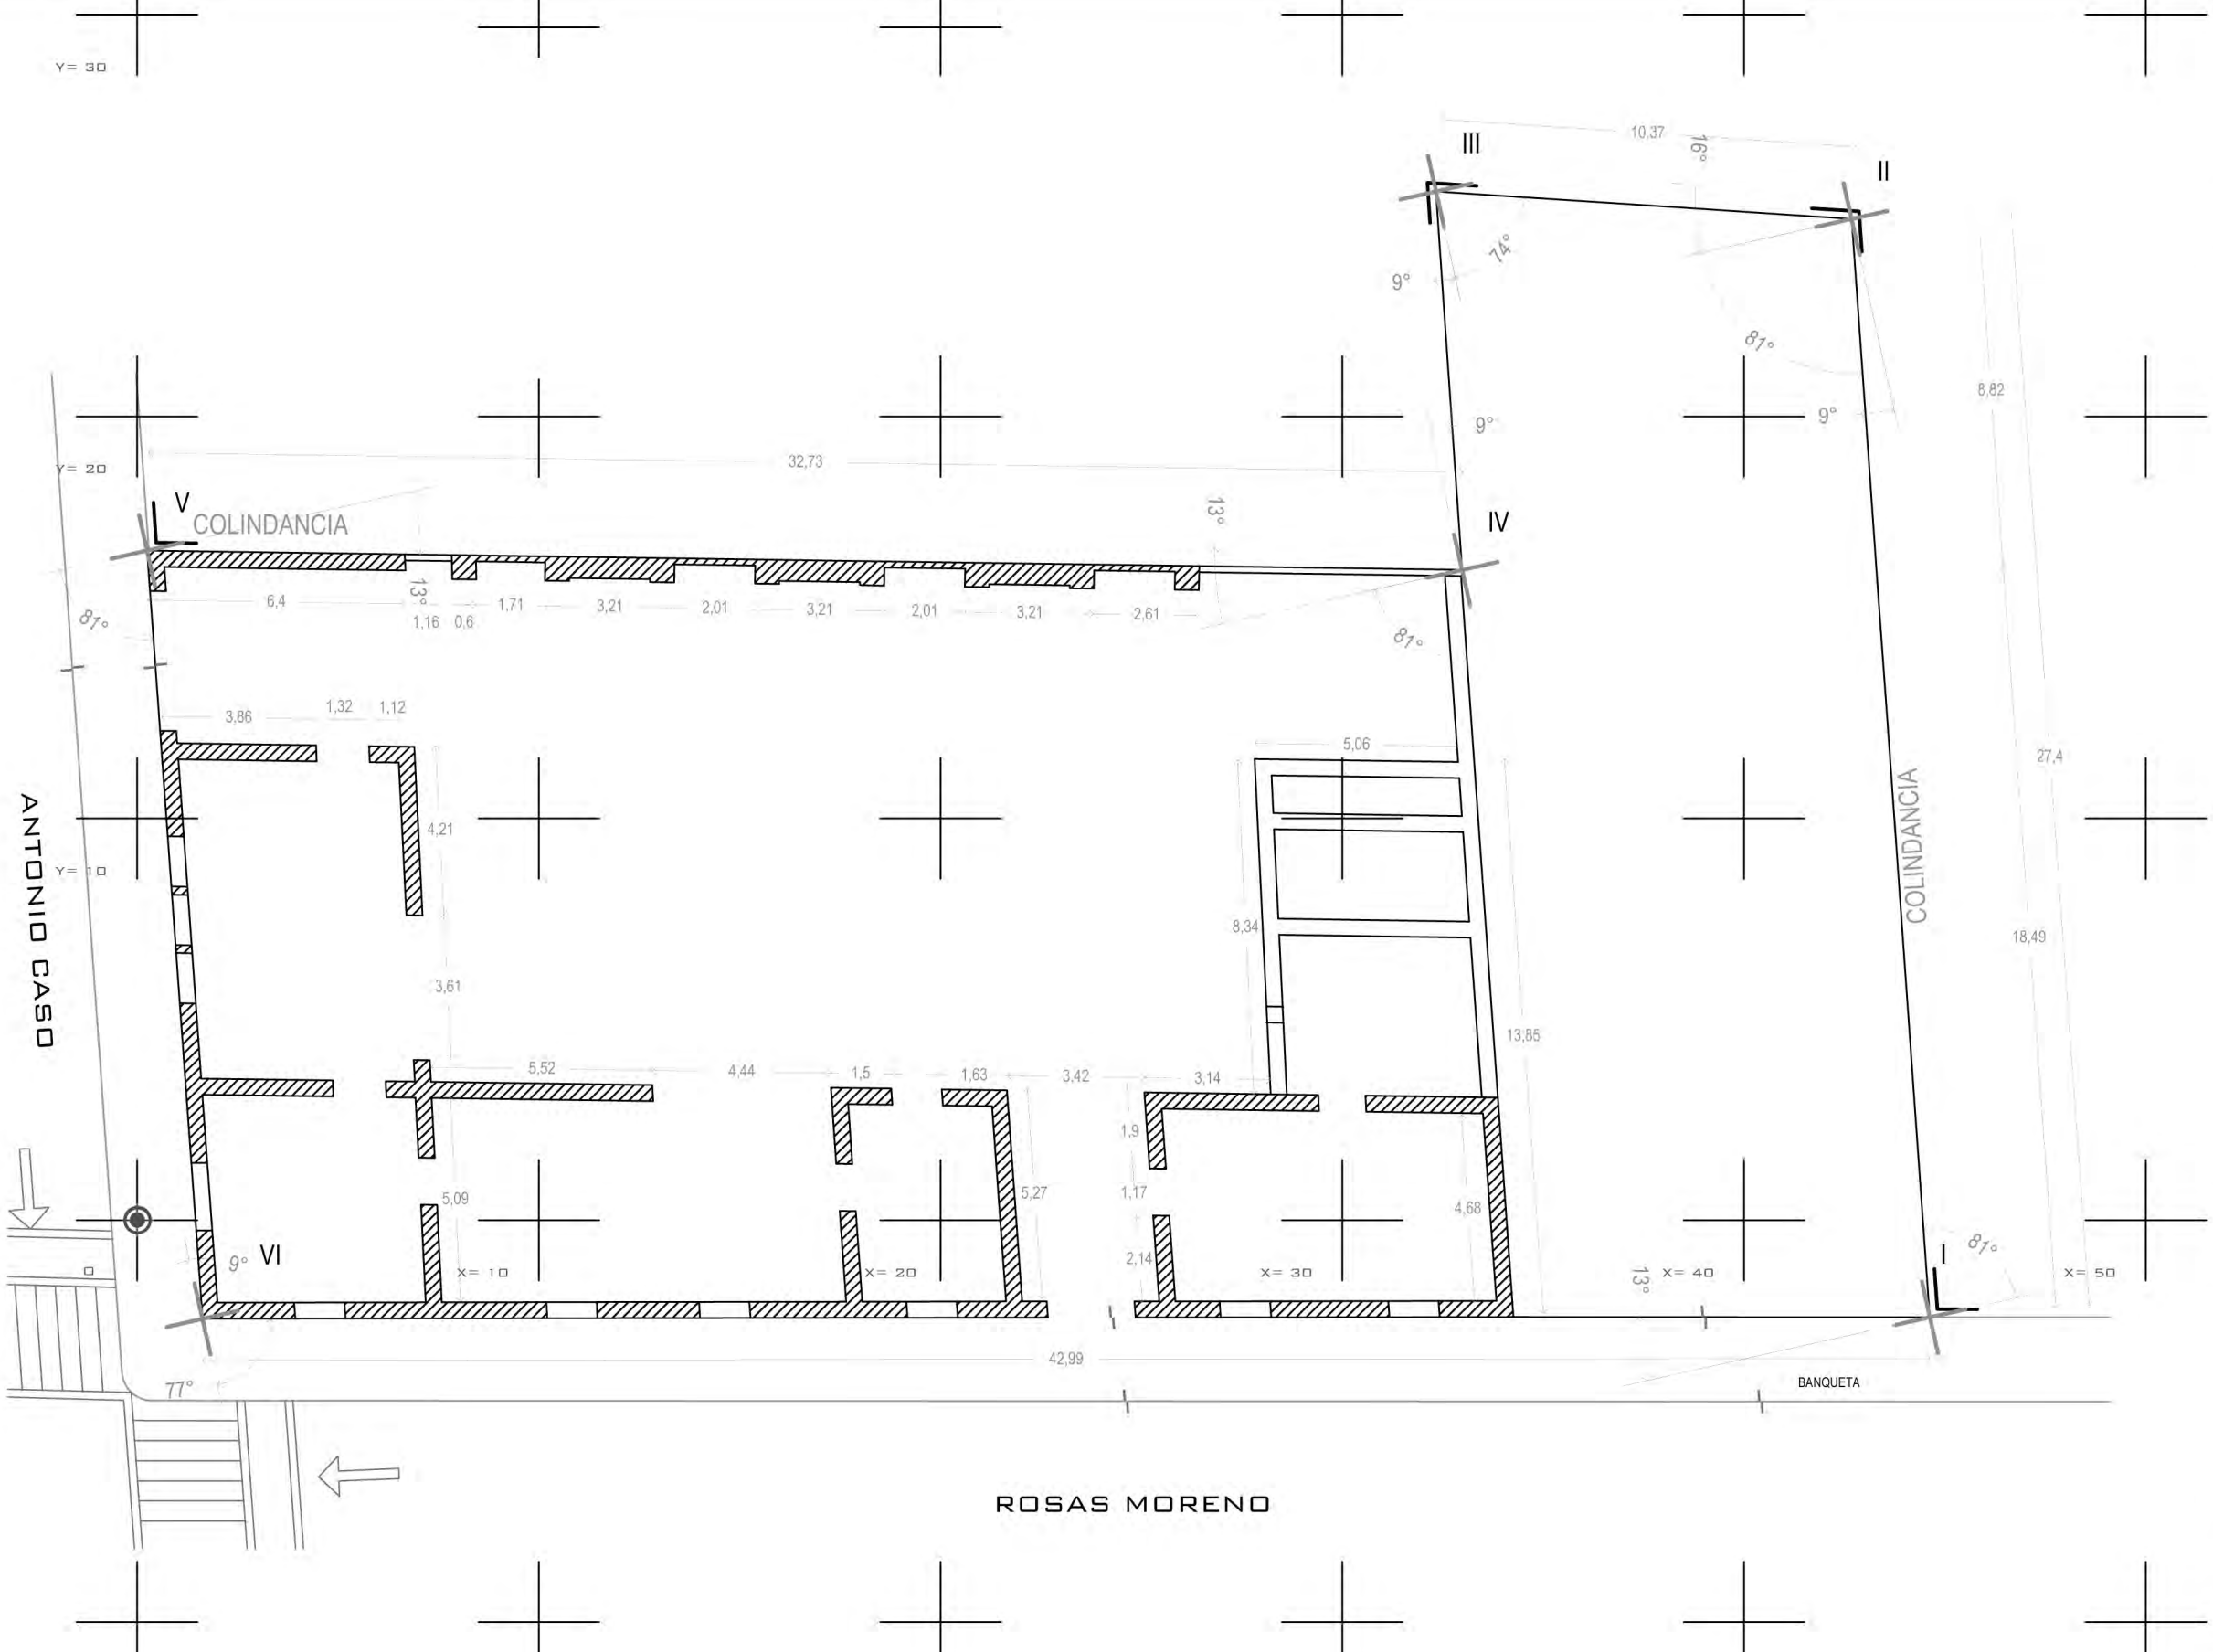 Y= 30
10,37
16°
III
II
9°
74°
81°
9°
8,82
9°
32,73
Y= 20
V
COLINDANCIA
13°
IV
6,4
13°
1,16
0,6
1,71
3,21
2,01
3,21
2,01
3,21
2,61
81°
81°
3,86
1,32
1,12
5,06
27,4
4,21
COLINDANCIA
ANTONIO CASO
Y= 10
8,34
18,49
3,61
13,85
5,52
4,44
1,5
1,63
3,42
3,14
1,9
5,09
5,27
1,17
4,68
9°
VI
2,14
I
81°
0
X= 10
X= 20
X= 30
13°
X= 40
X= 50
42,99
77°
BANQUETA
ROSAS MORENO